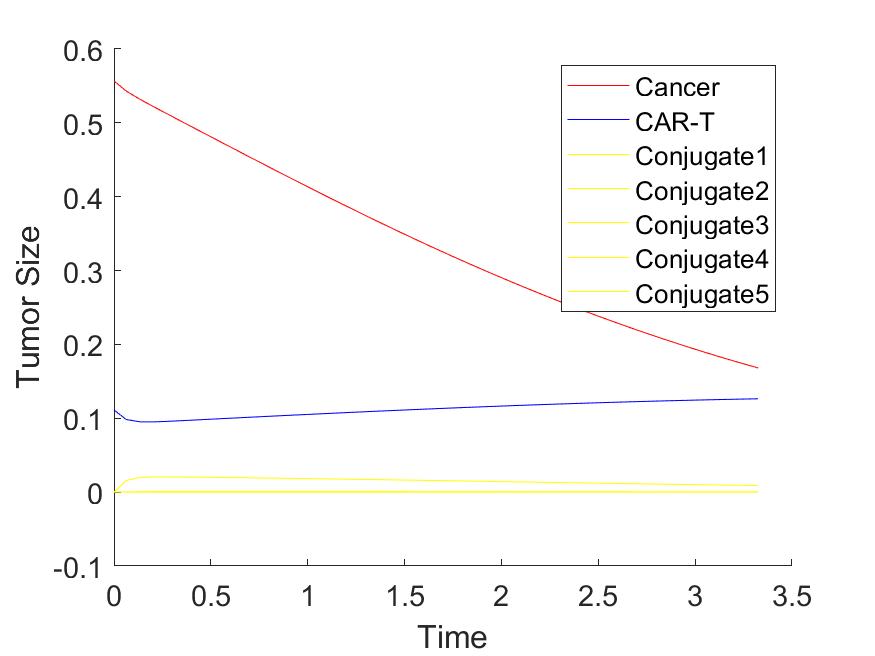 0.6
0.5
0.4
0.3
0.2
0.1
0
-0.1
Tumor Size
Cancer
CAR-T
Conjugate1
Conjugate2
Conjugate3
Conjugate4
Conjugate5
0 0.5 1 1.5 2 2.5 3 3.5
Time